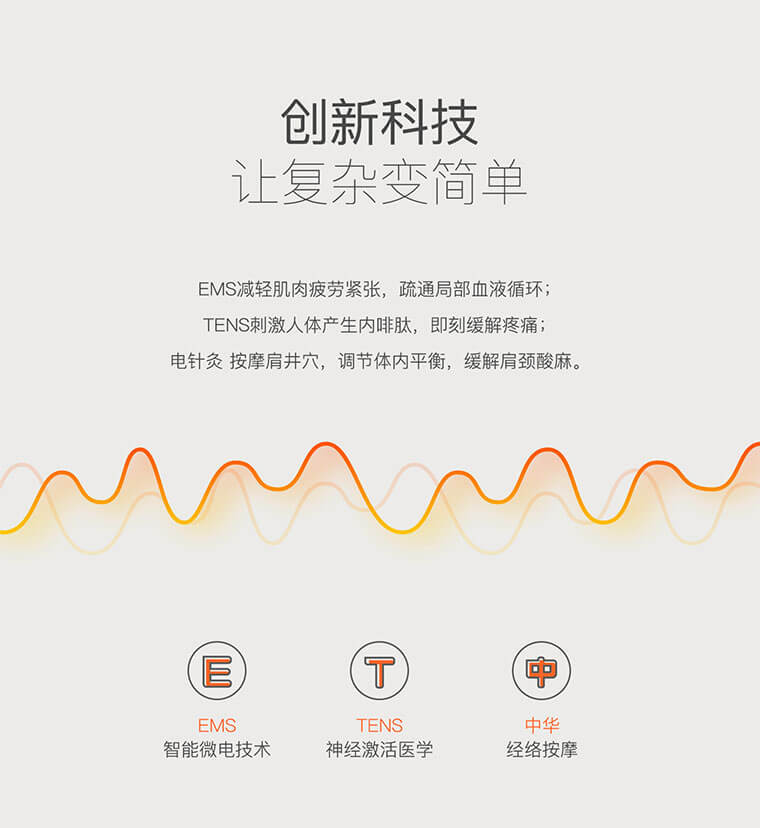 创新科技
让复杂变简单
EMS减轻肌肉疲劳紧张，疏通局部血液循环；
TENS刺激人体产生内啡肽，即刻缓解疼痛；
电针灸 按摩肩井穴，调节体内平衡，缓解肩颈酸麻。
E T 中
EMS TENS 中华
智能微电技术 神经激活医学 经络按摩